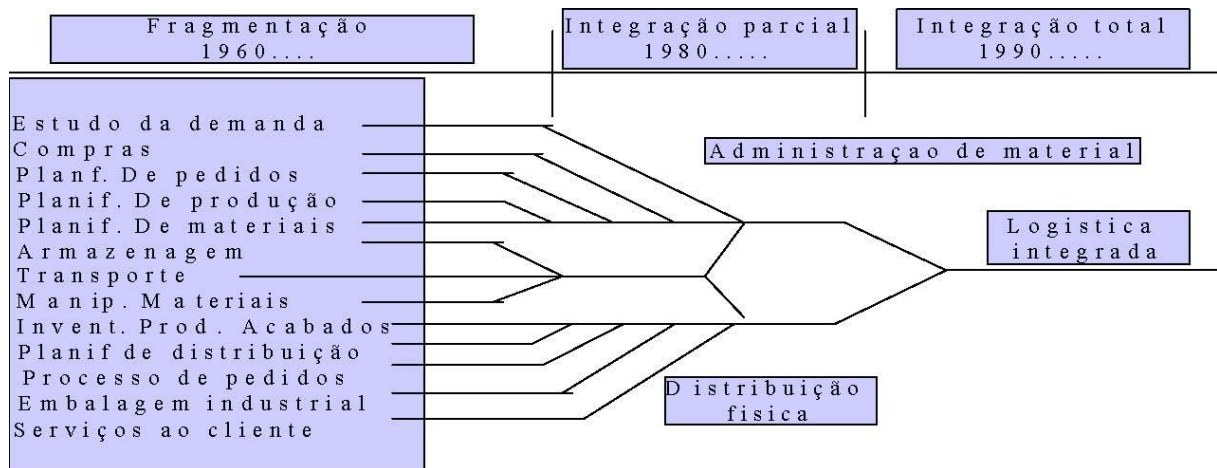 Fragmentação
1960....
Integração parcial
1980.....
Integração total
1990.....
Estudo da demanda
Compras
Planf. De pedidos
Planif. De produção
Planif. De materiais
Armazenagem
Transporte
Manip. Materiais
Invent. Prod. Acabados
Planif de distribuição
Processo de pedidos
Embalagem industrial
Serviços ao cliente
Administraçao de material
Logistica
integrada
Distribuição
fisica